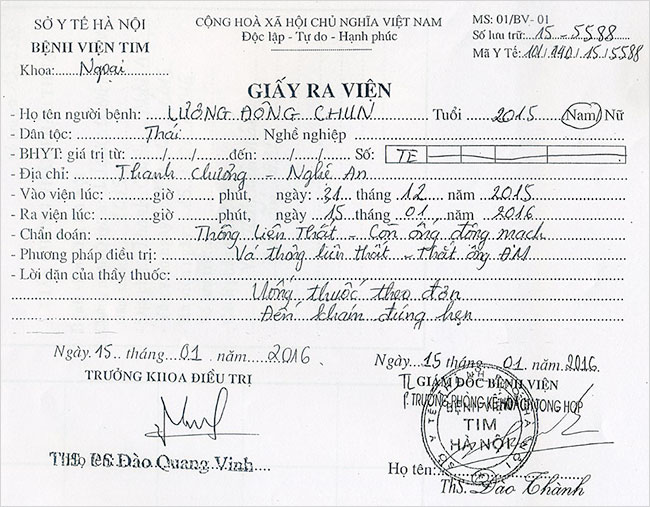 SỞ Y TẾ HÀ NỘI
BỆNH VIỆN TIM
Khoa:.....Ngoại
CỘNG HOÀ XÃ HỘI CHỦ NGHĨA VIỆT NAM
Độc lập - Tự do - Hạnh phúc
MS: 01/BV- 01
Số lưu trữ: 15 - 5588
Mã Y Tế: 101/940/15/5588
GIẤY RA VIỆN
- Họ tên người bệnh: LƯƠNG ĐÔNG CHUN Tuổi 2015 Nam/ Nữ
- Dân tộc: Thái Nghề nghiệp
- BHYT: giá trị từ:....../....../...... đến: ....../....../...... Số: TE
- Địa chỉ: Thanh Chương - Nghệ An
- Vào viện lúc: giờ phút, ngày: 31 tháng 12 năm 2015
- Ra viện lúc: giờ phút, ngày: 15 tháng 01 năm 2016
- Chẩn đoán: Thông liên thất - Còn ống động mạch
- Phương pháp điều trị: Vá thông liên thất - Thắt ống ĐM
- Lời dặn của thầy thuốc:
Uống thuốc theo đơn
Đến khám đúng hẹn
Ngày 15 tháng 01 năm 2016
TRƯỞNG KHOA ĐIỀU TRỊ
ThS. BS Đào Quang Vinh
Ngày 15 tháng 01 năm 2016
TL GIÁM ĐỐC BỆNH VIỆN
P. TRƯỞNG PHÒNG KẾ HOẠCH TỔNG HỢP
BỆNH VIỆN
TIM
HÀ NỘI
Họ tên:
ThS. Đào Thành